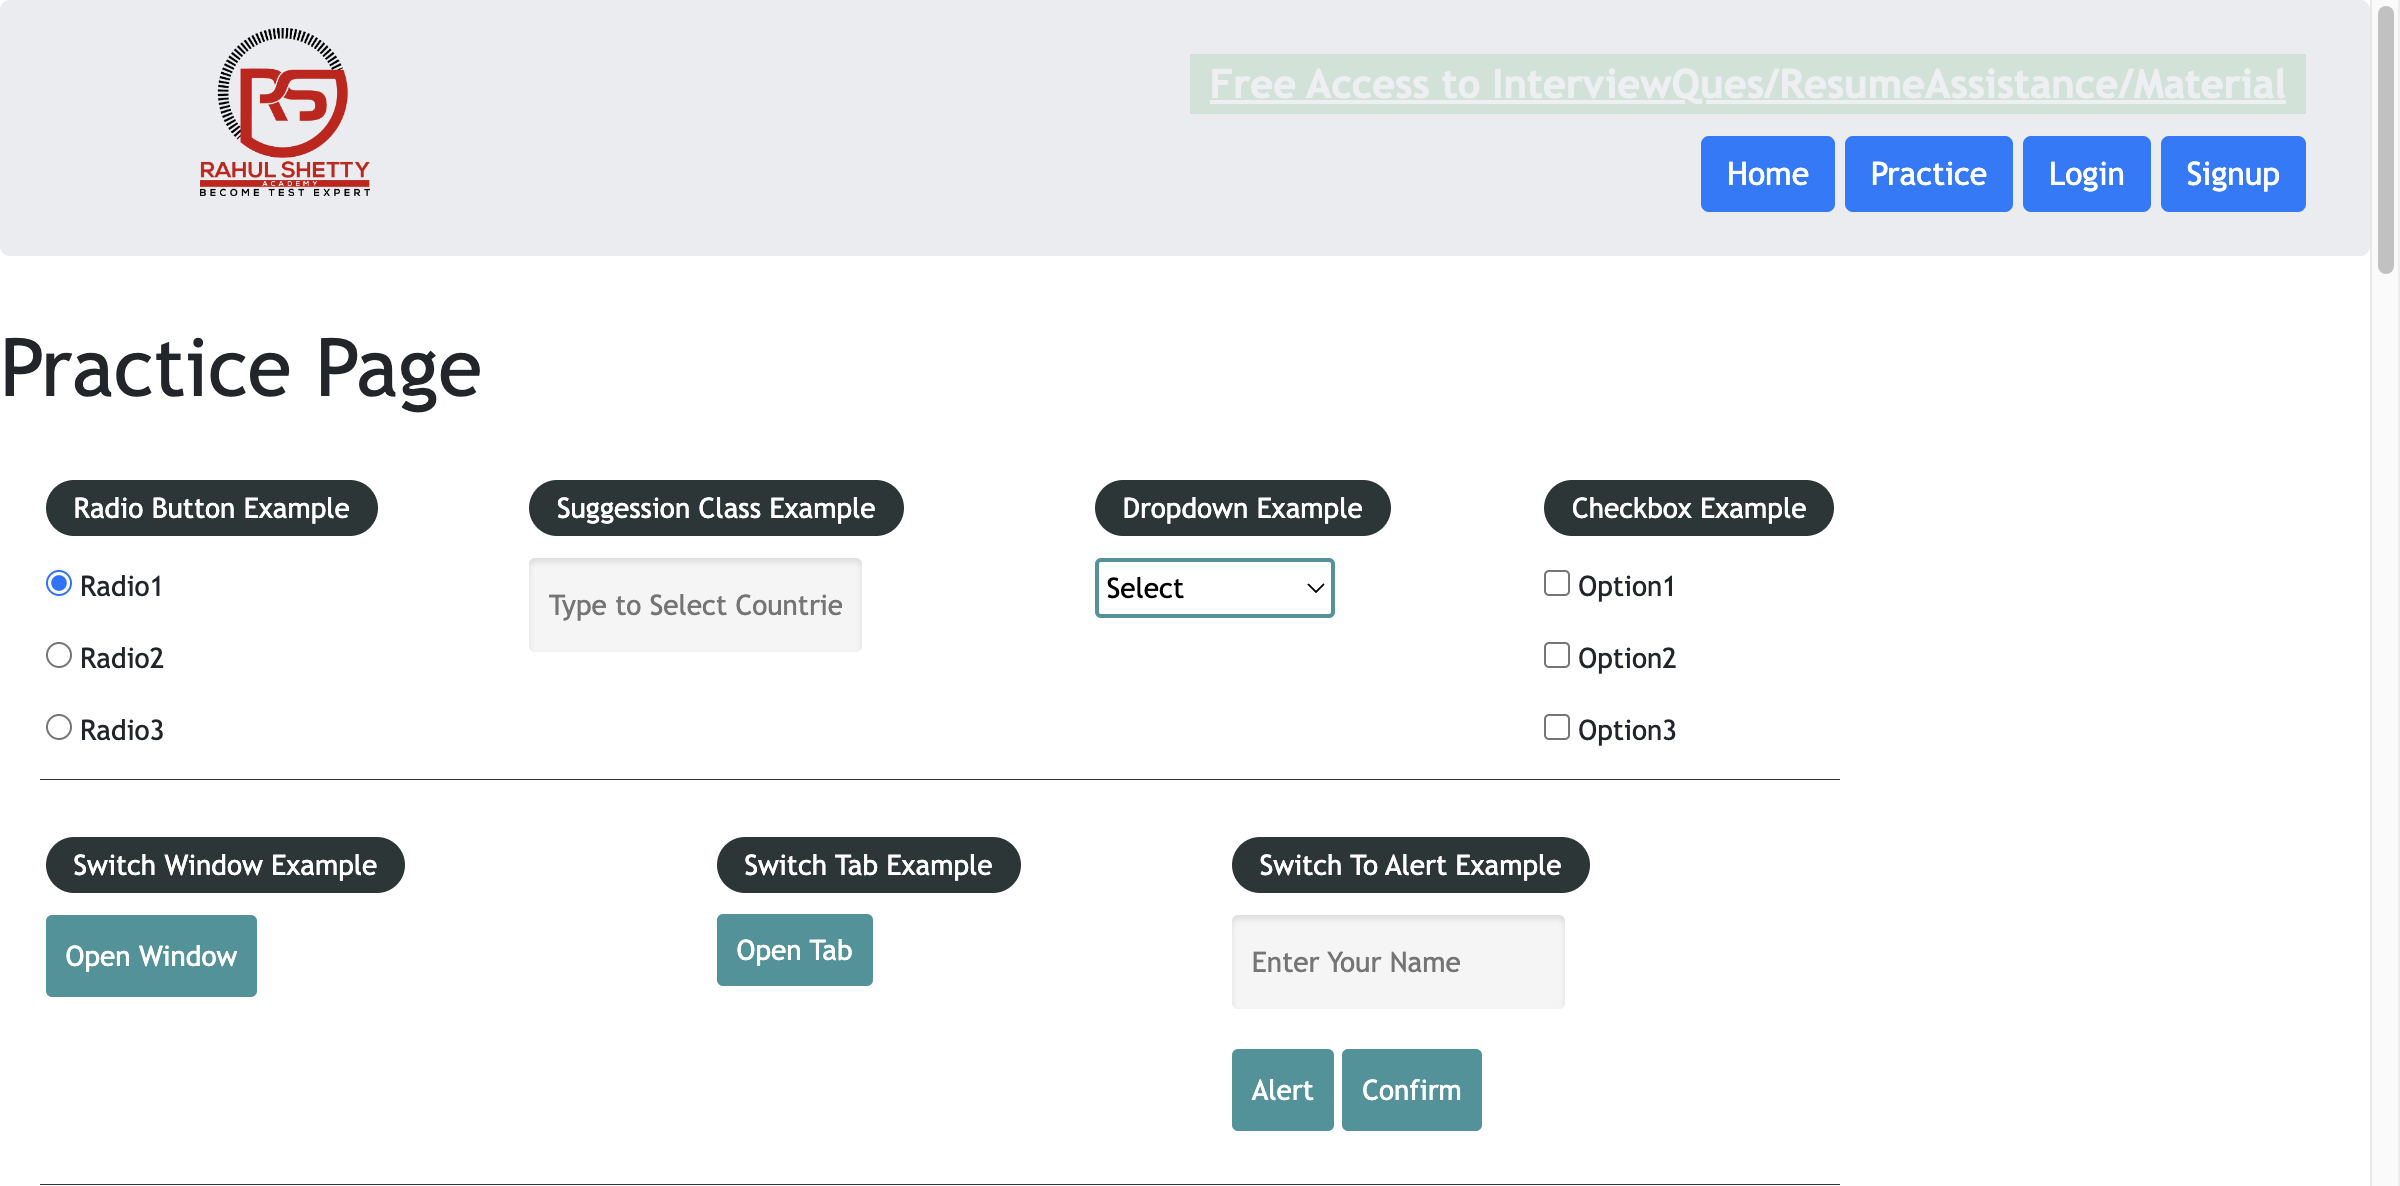 RAHUL SHETTY
ACADEMY
BECOME TEST EXPERT
Free Access to InterviewQues/ResumeAssistance/Material
Home Practice Login Signup
Practice Page
Radio Button Example Suggession Class Example Dropdown Example Checkbox Example
Radio1 Type to Select Countrie Select Option1
Radio2 Option2
Radio3 Option3
Switch Window Example Switch Tab Example Switch To Alert Example
Open Window Open Tab Enter Your Name
Alert Confirm